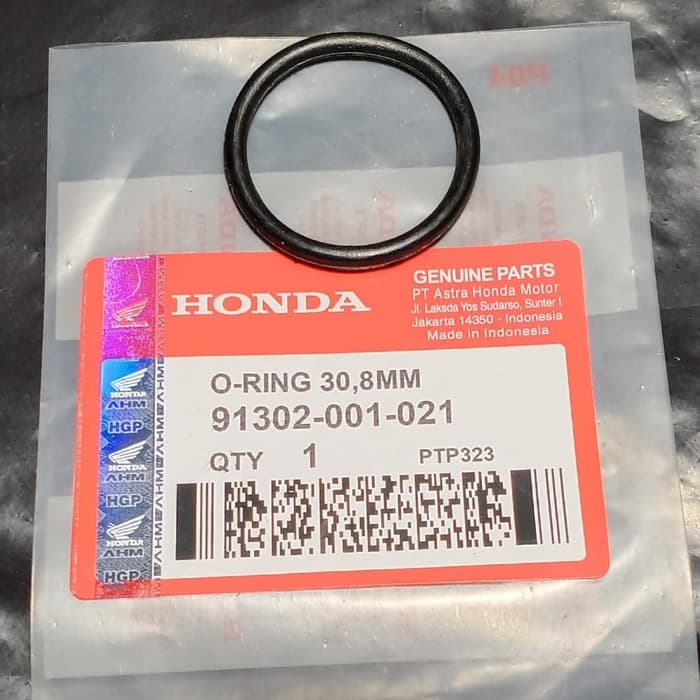 HONDA
GENUINE PARTS
PT Astra Honda Motor
Jl. Laksda Yos Sudarso, Sunter I
Jakarta 14350 - Indonesia
Made in Indonesia
O-RING 30,8MM
91302-001-021
QTY 1 PTP323
HONDA
AHM
HGP
HONDA
AHM
HGP
HONDA
AHM
HGP